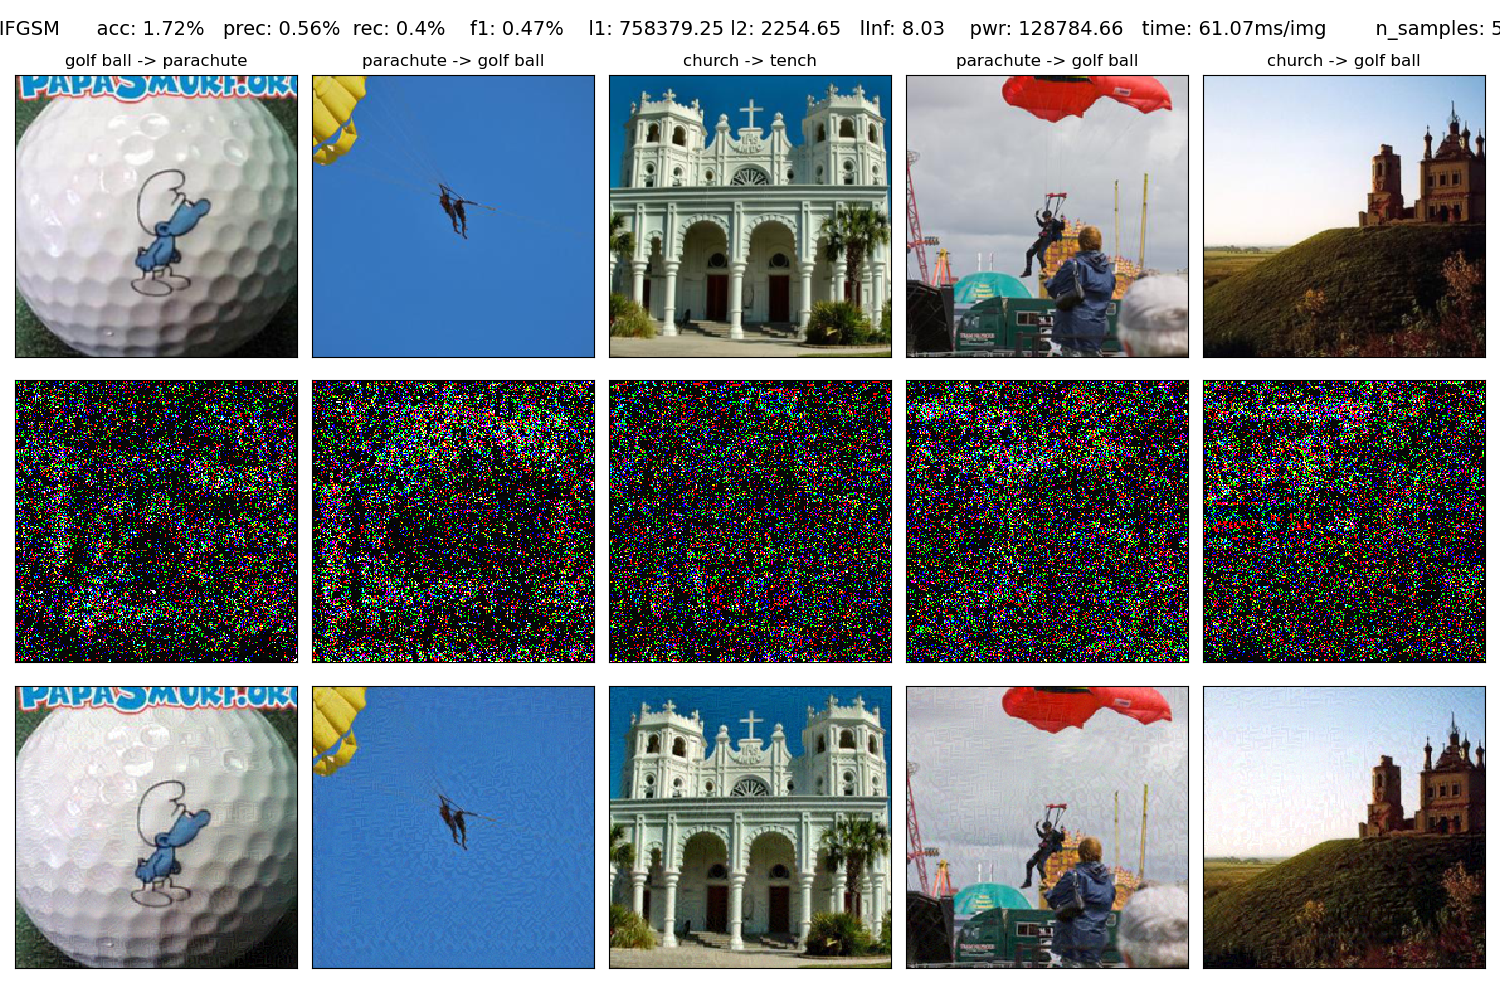 IFGSM acc: 1.72% prec: 0.56% rec: 0.4% f1: 0.47% l1: 758379.25 l2: 2254.65 lInf: 8.03 pwr: 128784.66 time: 61.07ms/img n_samples: 5
golf ball -> parachute
parachute -> golf ball
church -> tench
parachute -> golf ball
church -> golf ball
PAPASMURF.ORG
PAPASMURF.ORG